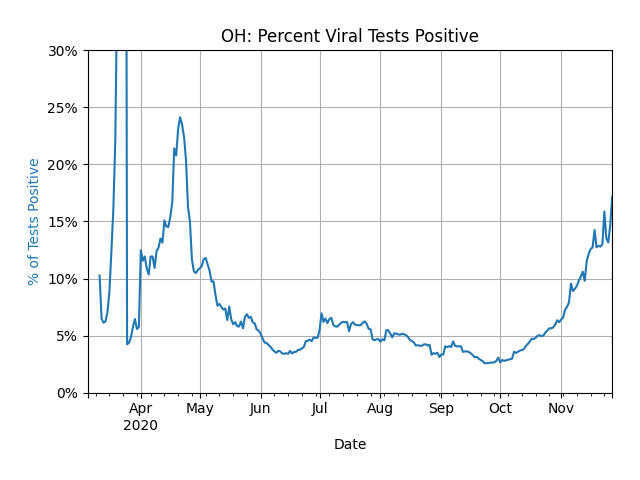 OH: Percent Viral Tests Positive
% of Tests Positive
30%
25%
20%
15%
10%
5%
0%
Apr May Jun Jul Aug Sep Oct Nov
2020
Date